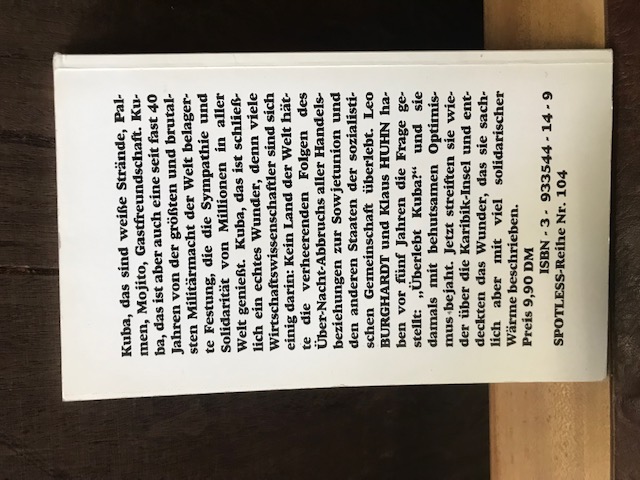 Kuba, das sind weiße Strände, Pal-
men, Mojito, Gastfreundschaft. Ku-
ba, das ist aber auch eine seit fast 40
Jahren von der größten und brutal-
sten Militärmacht der Welt belager-
te Festung, die die Sympathie und
Solidarität von Millionen in aller
Welt genießt. Kuba, das ist schließ-
lich ein echtes Wunder, denn viele
Wirtschaftswissenschaftler sind sich
einig darin: Kein Land der Welt hät-
te die verheerenden Folgen des
Über-Nacht-Abbruchs aller Handels-
beziehungen zur Sowjetunion und
den anderen Staaten der sozialisti-
schen Gemeinschaft überlebt. Leo
BURGHARDT und Klaus HUHN ha-
ben vor fünf Jahren die Frage ge-
stellt: „Überlebt Kuba?“ und sie
damals mit behutsamen Optimis-
mus bejaht. Jetzt streiften sie wie-
der über die Karibik-Insel und ent-
deckten das Wunder, das sie sach-
lich aber mit viel solidarischer
Wärme beschrieben.
Preis 9,90 DM
ISBN - 3 - 933544 - 14 - 9
SPOTLESS-Reihe Nr. 104